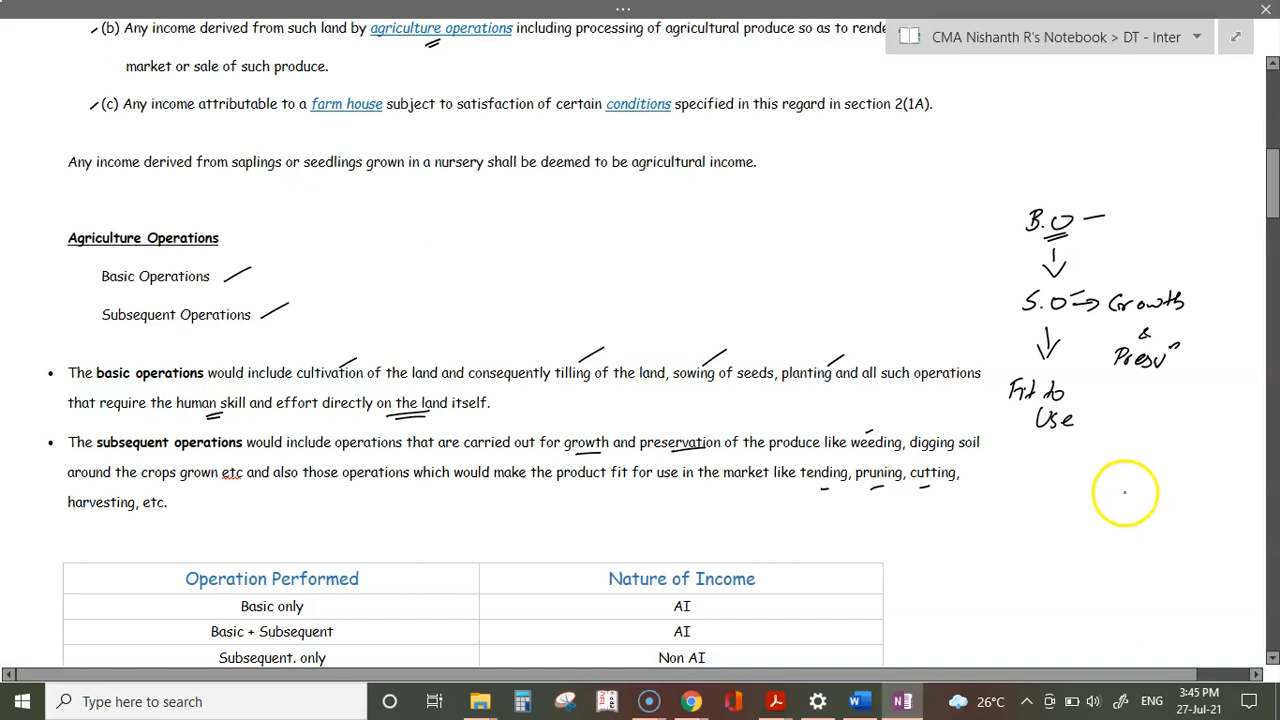 (b) Any income derived from such land by agriculture operations including processing of agricultural produce so as to rende
CMA Nishanth R's Notebook > DT - Inter
market or sale of such produce.
(c) Any income attributable to a farm house subject to satisfaction of certain conditions specified in this regard in section 2(1A).
Any income derived from saplings or seedlings grown in a nursery shall be deemed to be agricultural income.
B.O
Agriculture Operations
Basic Operations
S.O → Growth
Subsequent Operations
&
Presvn
The basic operations would include cultivation of the land and consequently tilling of the land, sowing of seeds, planting and all such operations
that require the human skill and effort directly on the land itself.
Fit to
Use
The subsequent operations would include operations that are carried out for growth and preservation of the produce like weeding, digging soil
around the crops grown etc and also those operations which would make the product fit for use in the market like tending, pruning, cutting,
harvesting, etc.
Operation Performed Nature of Income
Basic only AI
Basic + Subsequent AI
Subsequent. only Non AI
Type here to search
26°C
ENG
3:45 PM
27-Jul-21